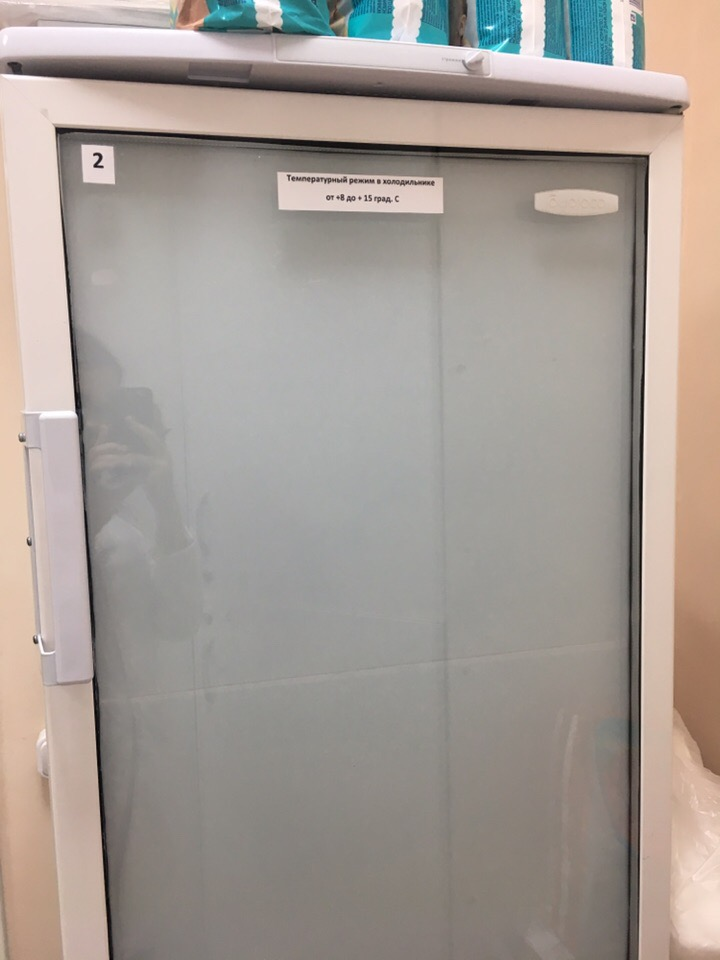 2
Температурный режим в холодильнике
от +8 до + 15 град. С